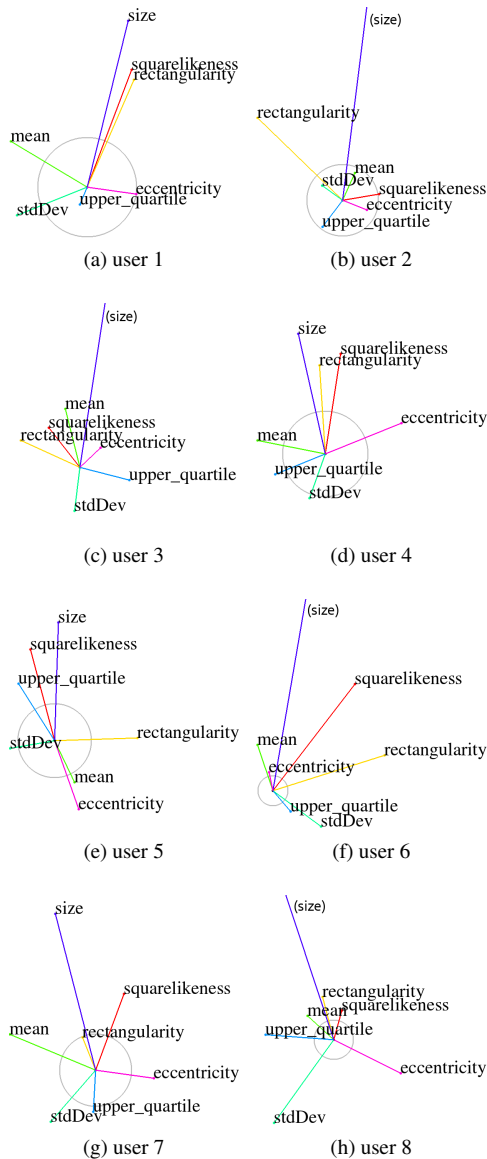 size
squarelikeness
rectangularity
mean
eccentricity
upper_quartile
stdDev
(a) user 1
(size)
rectangularity
mean
stdDev
squarelikeness
eccentricity
upper_quartile
(b) user 2
(size)
mean
squarelikeness
rectangularity
eccentricity
upper_quartile
stdDev
(c) user 3
size
squarelikeness
rectangularity
eccentricity
mean
upper_quartile
stdDev
(d) user 4
size
squarelikeness
upper_quartile
rectangularity
stdDev
mean
eccentricity
(e) user 5
(size)
squarelikeness
mean
rectangularity
eccentricity
upper_quartile
stdDev
(f) user 6
size
squarelikeness
mean
rectangularity
eccentricity
upper_quartile
stdDev
(g) user 7
(size)
rectangularity
squarelikeness
mean
upper_quartile
eccentricity
stdDev
(h) user 8